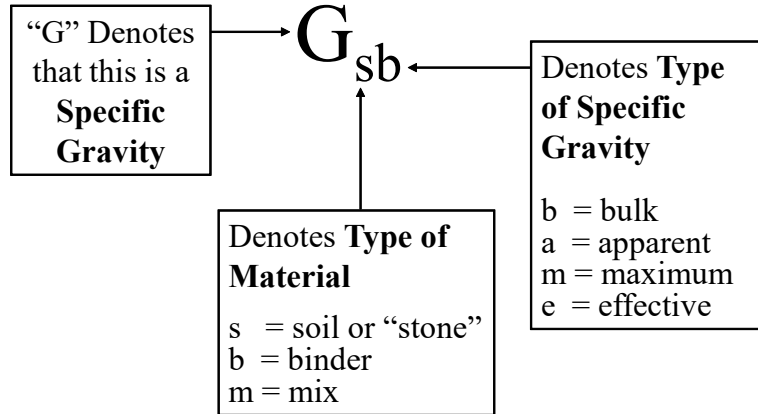 “G” Denotes
that this is a
Specific
Gravity
Gsb
Denotes Type
of Specific
Gravity
b = bulk
a = apparent
m = maximum
e = effective
Denotes Type of
Material
s = soil or “stone”
b = binder
m = mix